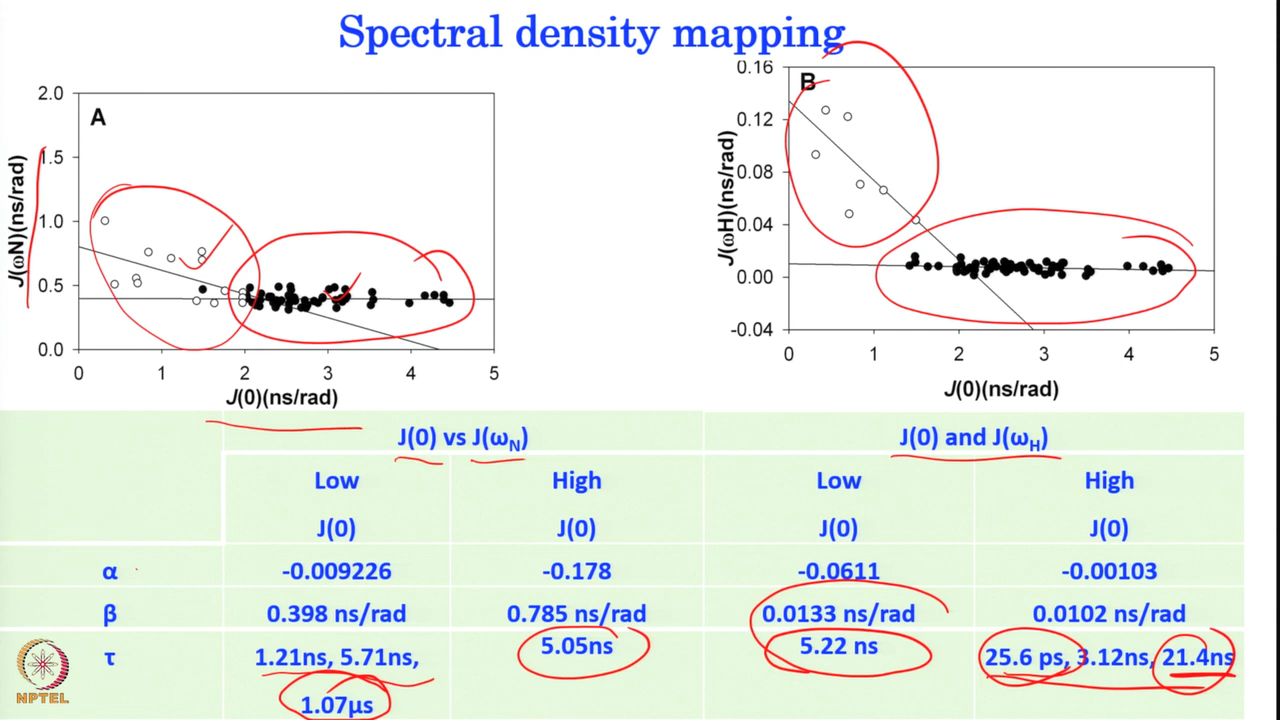 Spectral density mapping
A
2.0
1.5
1.0
0.5
0.0
J(ωN)(ns/rad)
0 1 2 3 4 5
J(0)(ns/rad)
B
0.16
0.12
0.08
0.04
0.00
-0.04
J(ωH)(ns/rad)
0 1 2 3 4 5
J(0)(ns/rad)
J(0) vs J(ωN) J(0) and J(ωH)
Low High Low High
J(0) J(0) J(0) J(0)
α -0.009226 -0.178 -0.0611 -0.00103
β 0.398 ns/rad 0.785 ns/rad 0.0133 ns/rad 0.0102 ns/rad
τ 1.21ns, 5.71ns, 5.05ns 5.22 ns 25.6 ps, 3.12ns, 21.4ns
1.07μs
NPTEL